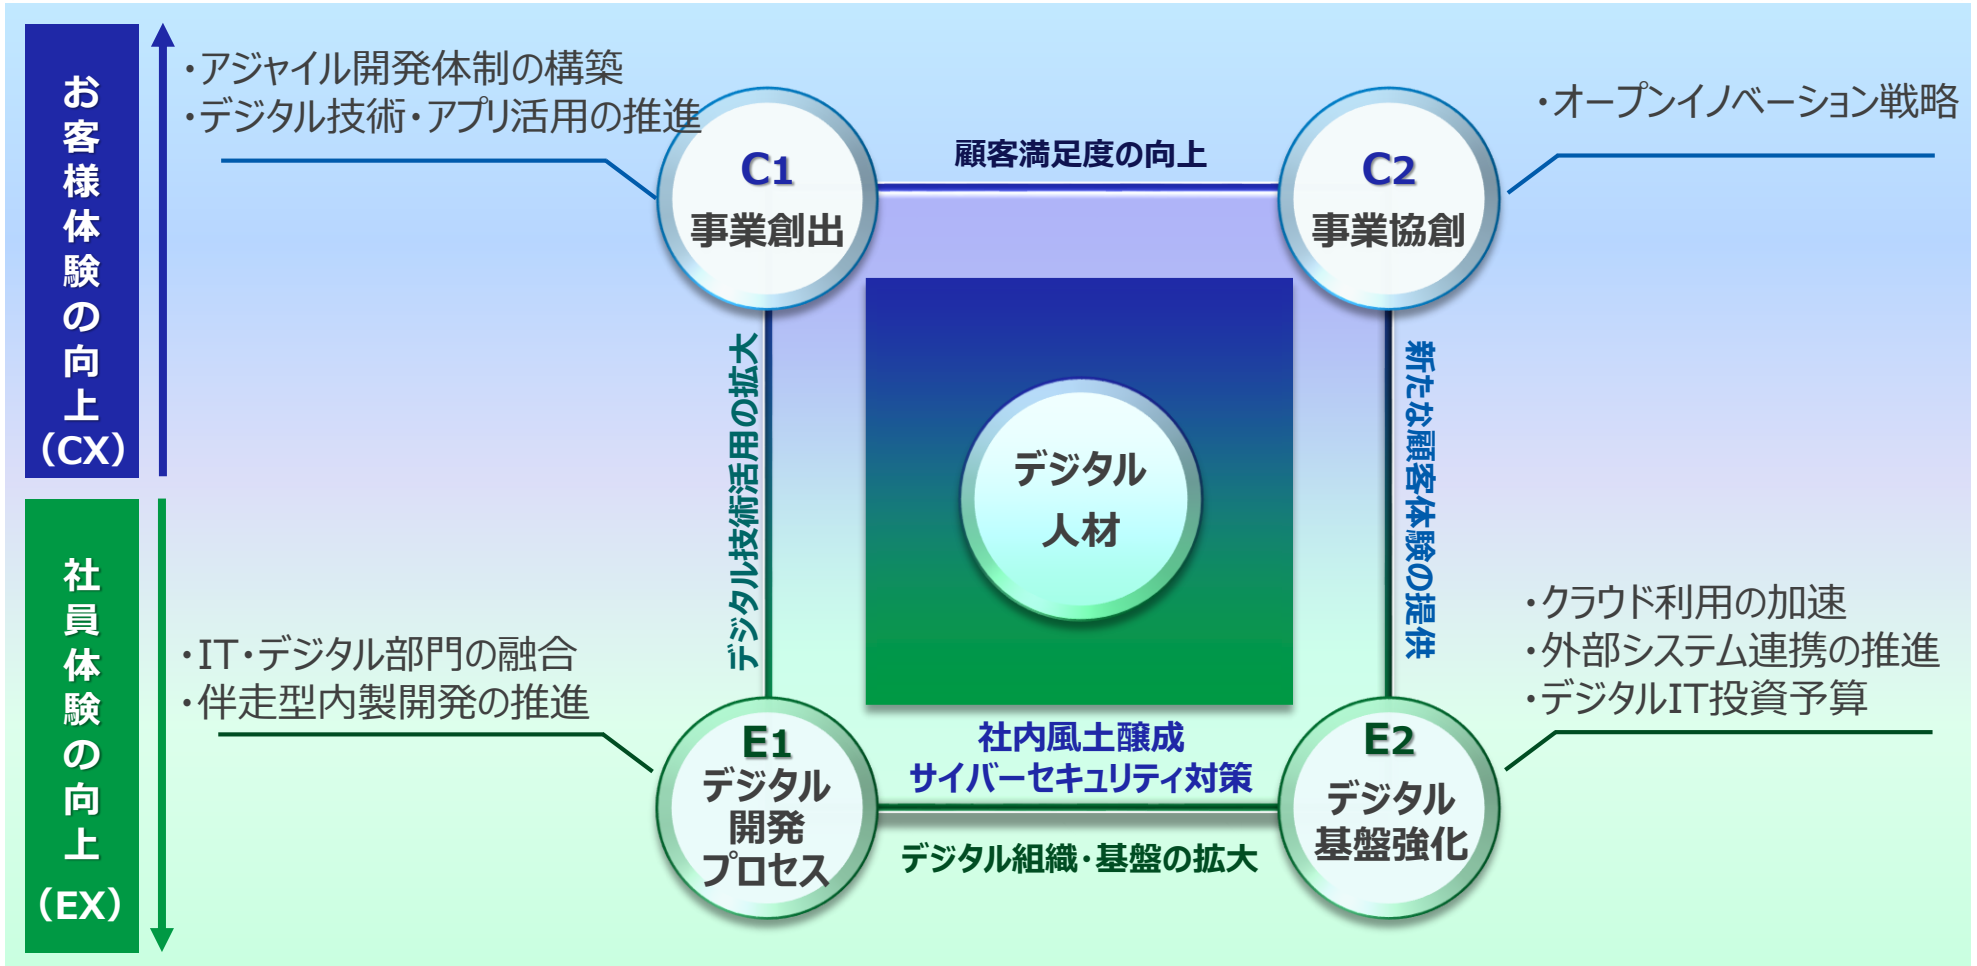 お客様体験の向上
（CX）
・アジャイル開発体制の構築
・デジタル技術・アプリ活用の推進
C1
事業創出
顧客満足度の向上
C2
事業協創
・オープンイノベーション戦略
デジタル技術活用の拡大
デジタル
人材
新たな顧客体験の提供
社員体験の向上
（EX）
・IT・デジタル部門の融合
・伴走型内製開発の推進
E1
デジタル
開発
プロセス
社内風土醸成
サイバーセキュリティ対策
デジタル組織・基盤の拡大
E2
デジタル
基盤強化
・クラウド利用の加速
・外部システム連携の推進
・デジタルIT投資予算